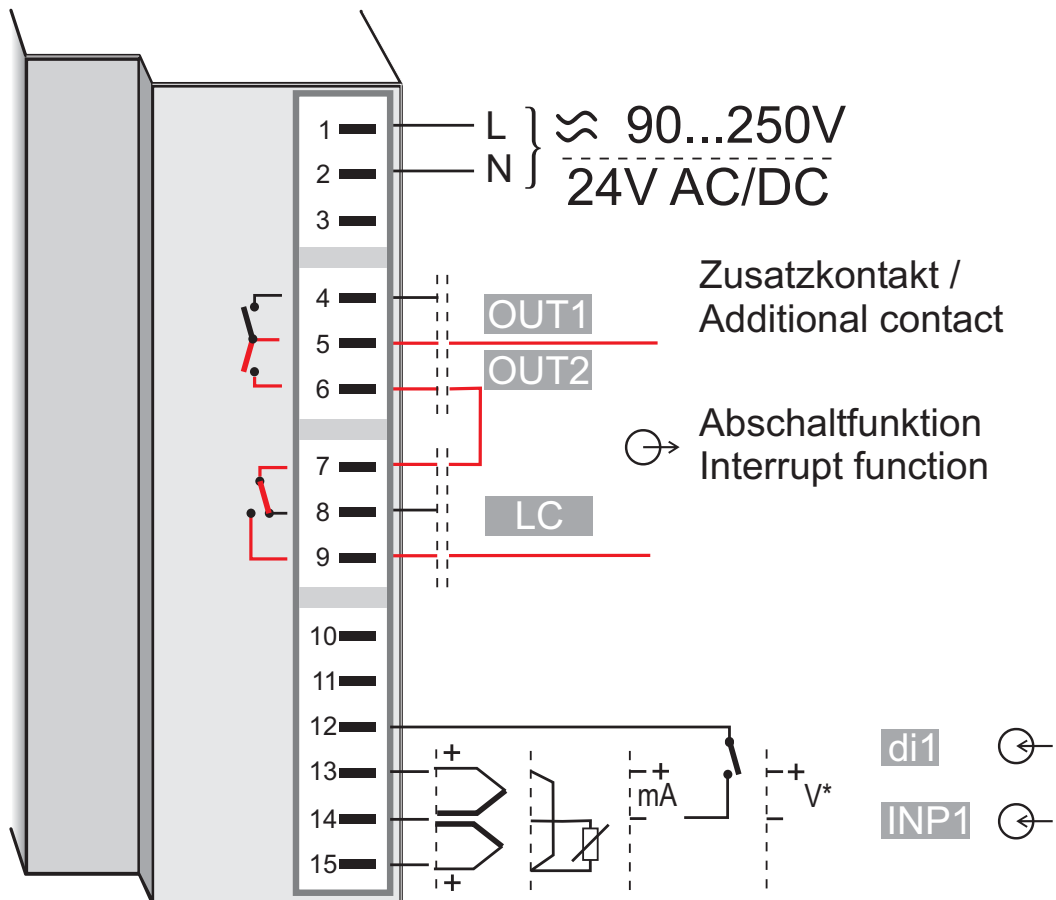 1
L
≈ 90...250V
2
N
24V AC/DC
3
4
OUT1
Zusatzkontakt /
Additional contact
5
OUT2
6
Abschaltfunktion
Interrupt function
7
8
LC
9
10
11
12
di1
+
13
+
mA
+
V*
14
-
-
INP1
15
+